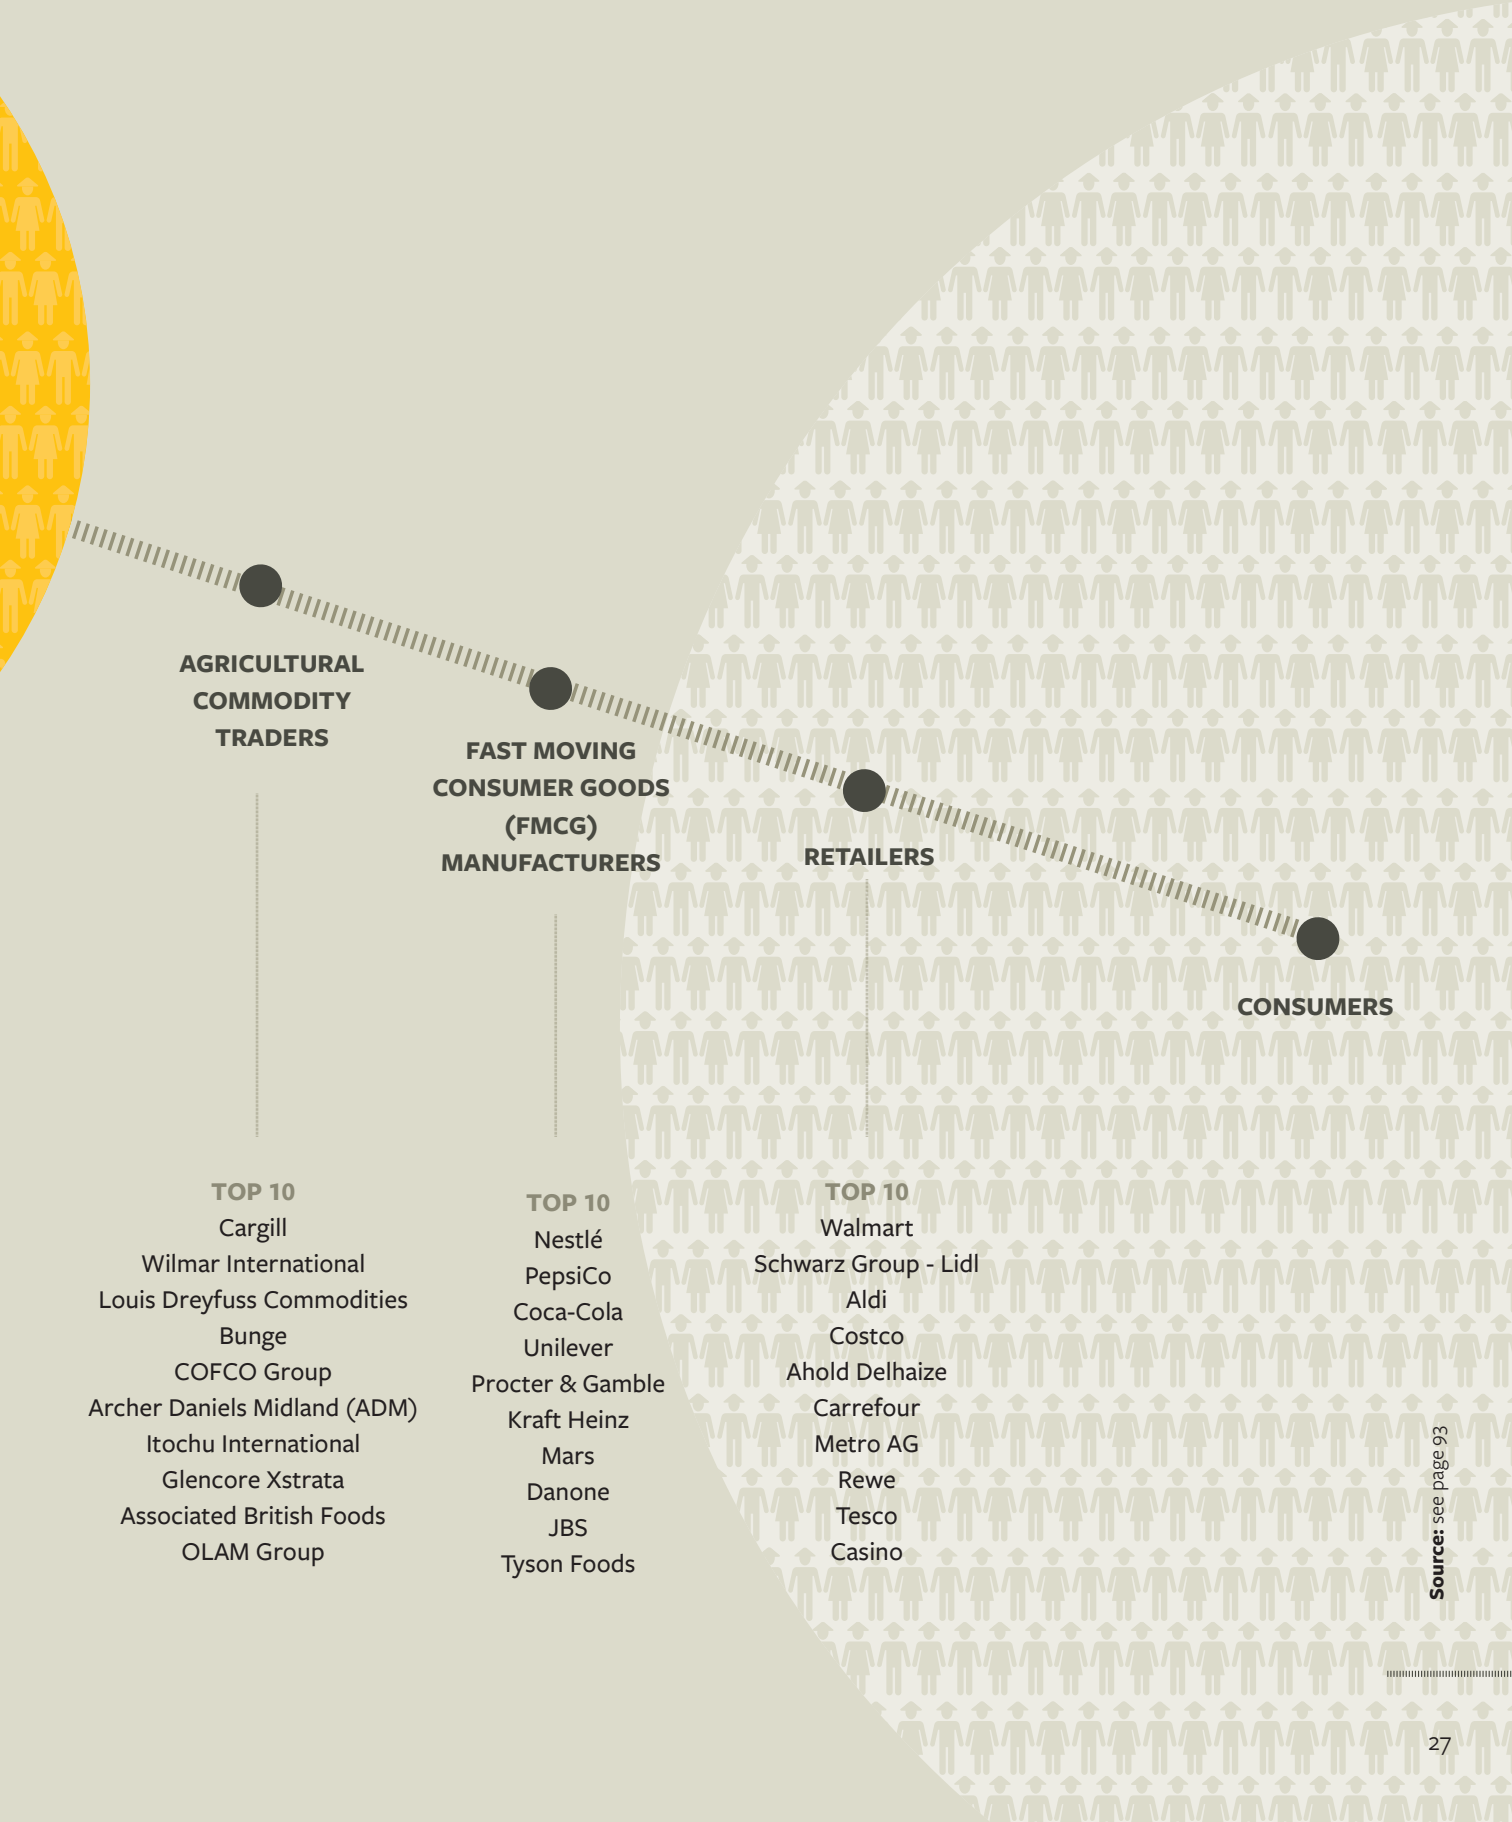 AGRICULTURAL
COMMODITY
TRADERS
FAST MOVING
CONSUMER GOODS
(FMCG)
MANUFACTURERS
RETAILERS
CONSUMERS
TOP 10
Cargill
Wilmar International
Louis Dreyfuss Commodities
Bunge
COFCO Group
Archer Daniels Midland (ADM)
Itochu International
Glencore Xstrata
Associated British Foods
OLAM Group
TOP 10
Nestlé
PepsiCo
Coca-Cola
Unilever
Procter & Gamble
Kraft Heinz
Mars
Danone
JBS
Tyson Foods
TOP 10
Walmart
Schwarz Group - Lidl
Aldi
Costco
Ahold Delhaize
Carrefour
Metro AG
Rewe
Tesco
Casino
Source: see page 93
27